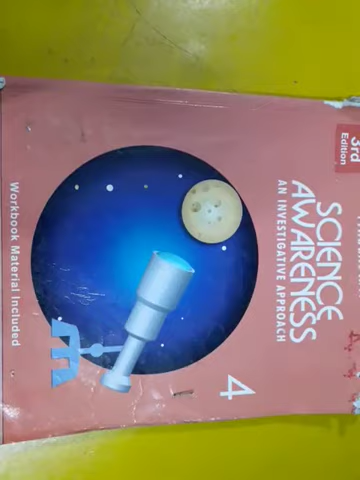 3rd
Edition
SCIENCE
AWARENESS
AN INVESTIGATIVE APPROACH
4
Workbook Material Included